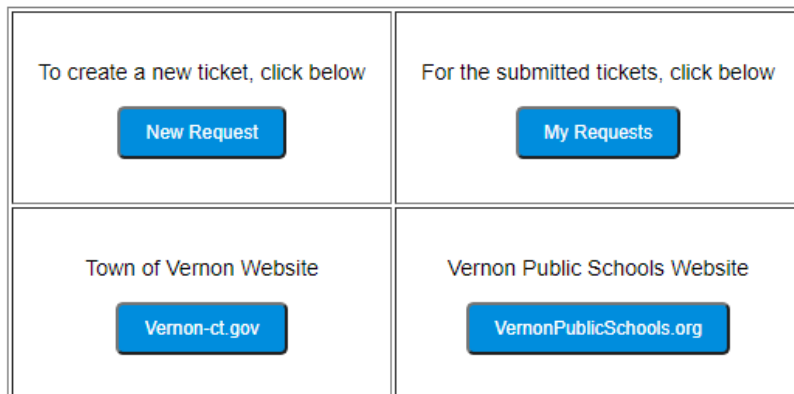 To create a new ticket, click below
New Request
For the submitted tickets, click below
My Requests
Town of Vernon Website
Vernon-ct.gov
Vernon Public Schools Website
VernonPublicSchools.org